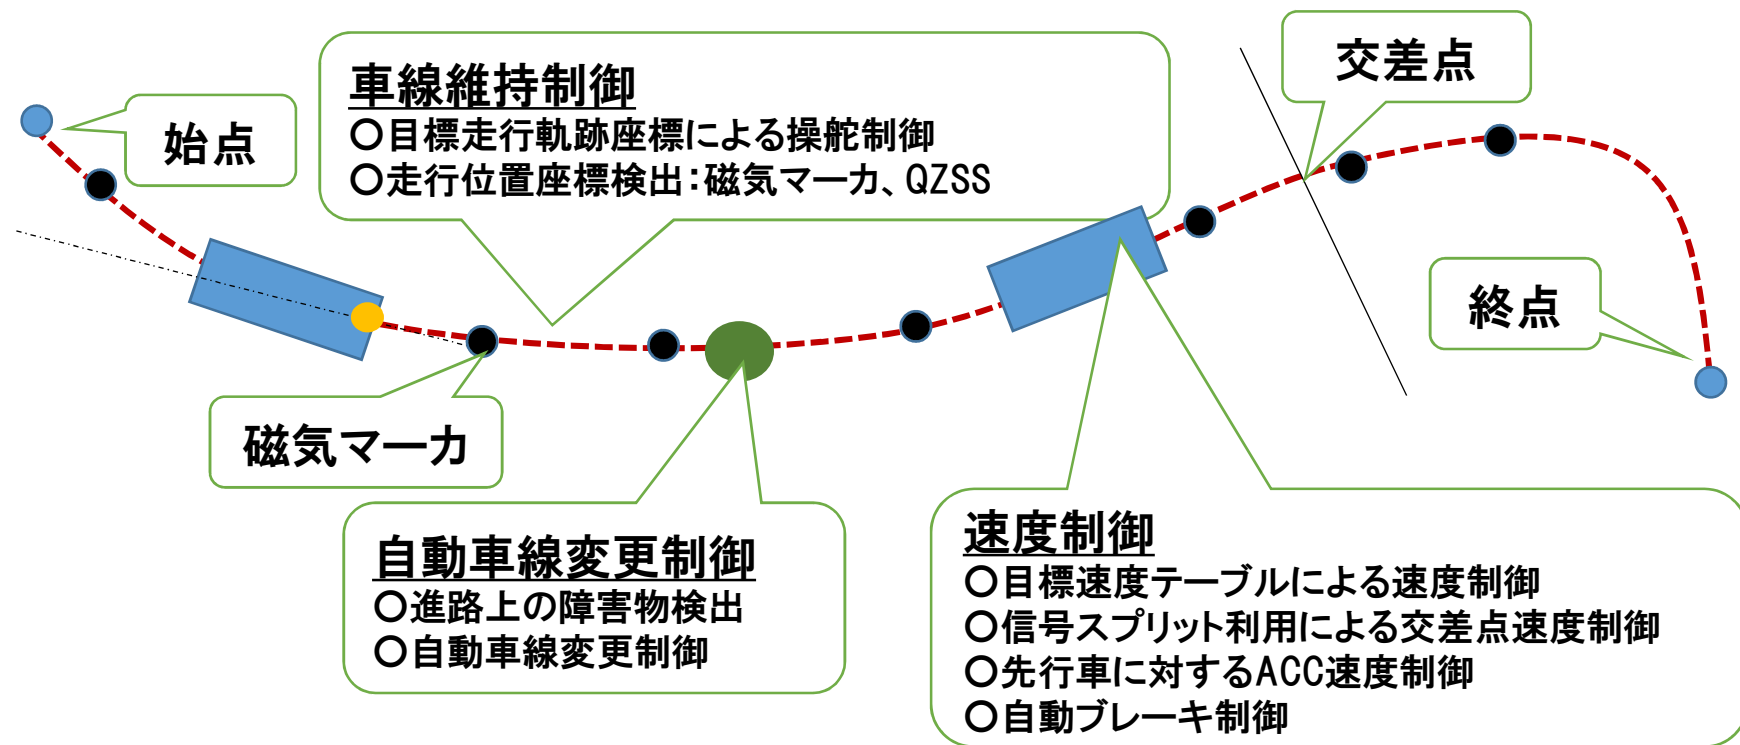 始点
車線維持制御
○目標走行軌跡座標による操舵制御
○走行位置座標検出：磁気マーカ、QZSS
交差点
終点
磁気マーカ
自動車線変更制御
○進路上の障害物検出
○自動車線変更制御
速度制御
○目標速度テーブルによる速度制御
○信号スプリット利用による交差点速度制御
○先行車に対するACC速度制御
○自動ブレーキ制御